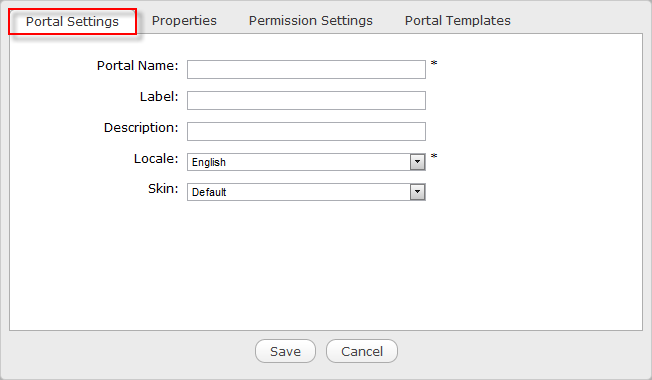 Portal Settings Properties Permission Settings Portal Templates
Portal Name: *
Label:
Description:
Locale: English *
Skin: Default
Save Cancel